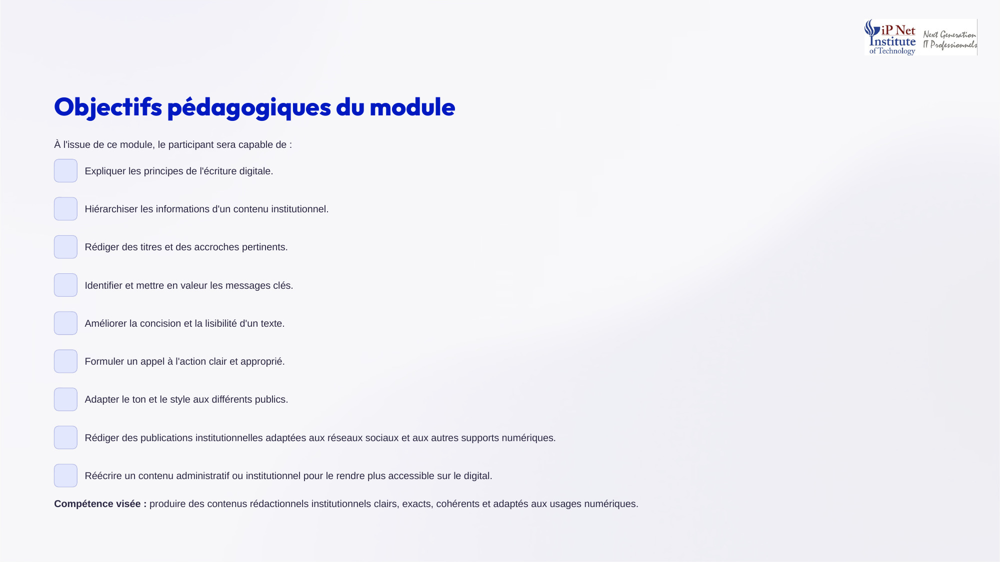 iP Net
Institute
of Technology
Next Generation
IT Professionnels
Objectifs pédagogiques du module
À l'issue de ce module, le participant sera capable de :
Expliquer les principes de l'écriture digitale.
Hiérarchiser les informations d'un contenu institutionnel.
Rédiger des titres et des accroches pertinents.
Identifier et mettre en valeur les messages clés.
Améliorer la concision et la lisibilité d'un texte.
Formuler un appel à l'action clair et approprié.
Adapter le ton et le style aux différents publics.
Rédiger des publications institutionnelles adaptées aux réseaux sociaux et aux autres supports numériques.
Réécrire un contenu administratif ou institutionnel pour le rendre plus accessible sur le digital.
Compétence visée : produire des contenus rédactionnels institutionnels clairs, exacts, cohérents et adaptés aux usages numériques.